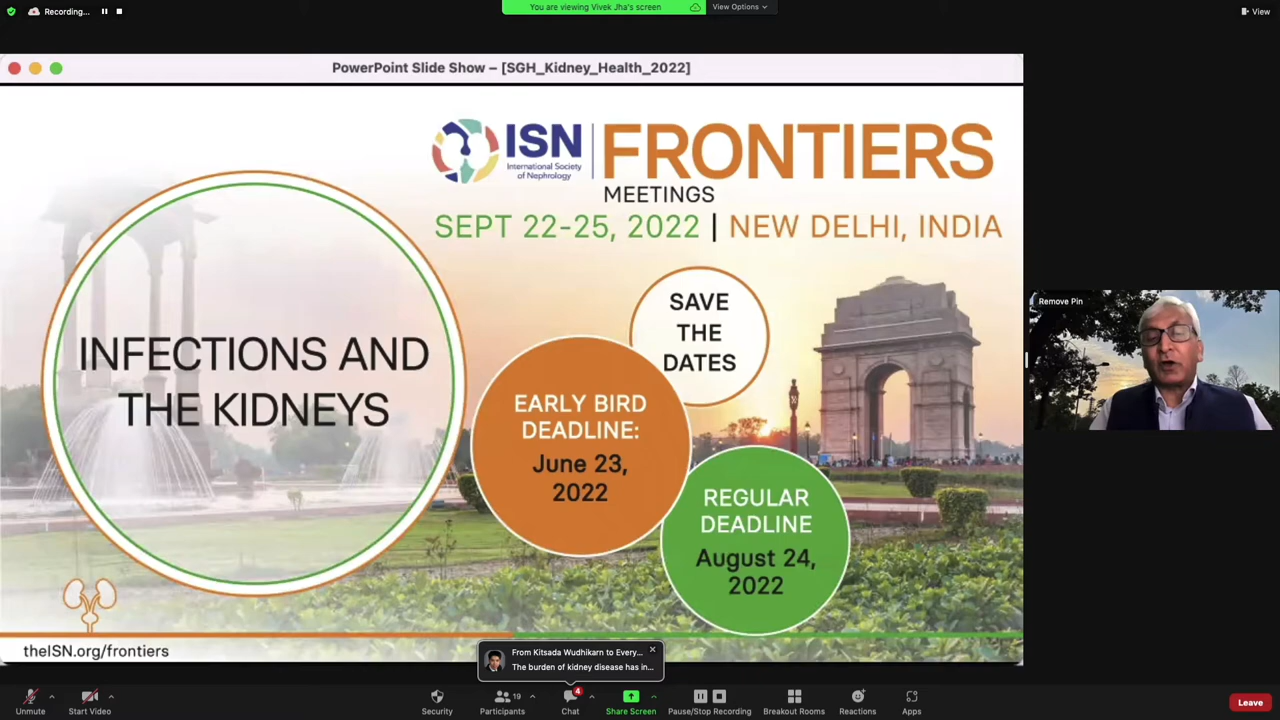 Recording...
You are viewing Vivek Jha's screen
View Options
View
PowerPoint Slide Show – [SGH_Kidney_Health_2022]
ISN
International Society
of Nephrology
FRONTIERS
MEETINGS
SEPT 22-25, 2022 | NEW DELHI, INDIA
INFECTIONS AND
THE KIDNEYS
SAVE
THE
DATES
EARLY BIRD
DEADLINE:
June 23,
2022
REGULAR
DEADLINE
August 24,
2022
Remove Pin
theISN.org/frontiers
From Kitsada Wudhikarn to Every...
The burden of kidney disease has in...
Unmute
Start Video
Security
19
Participants
4
Chat
Share Screen
Pause/Stop Recording
Breakout Rooms
Reactions
Apps
Leave